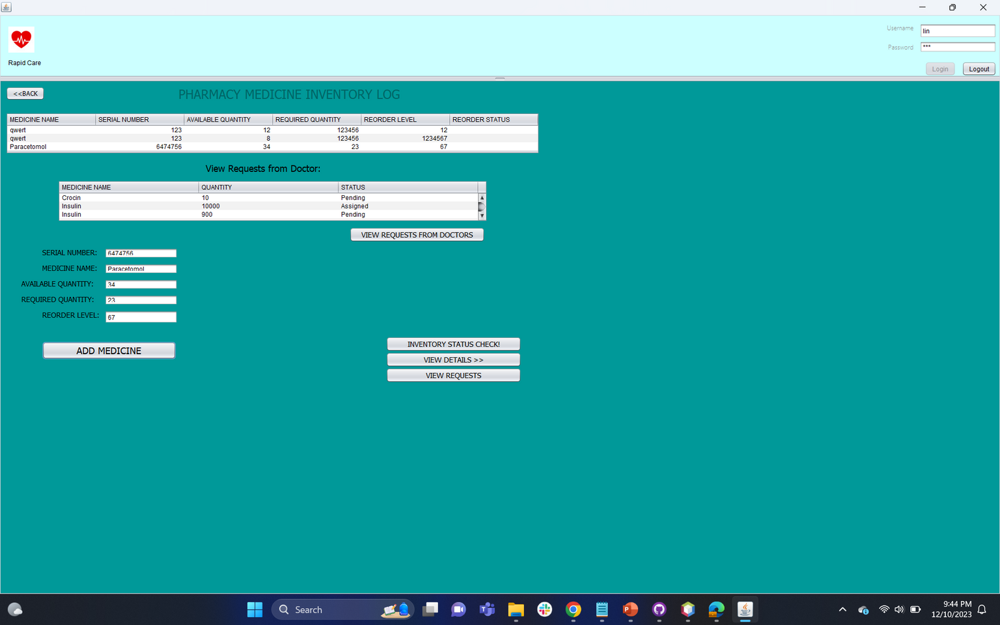 Username lin
Password ***
Rapid Care
Login Logout
<<BACK
PHARMACY MEDICINE INVENTORY LOG
MEDICINE NAME SERIAL NUMBER AVAILABLE QUANTITY REQUIRED QUANTITY REORDER LEVEL REORDER STATUS
qwert 123 12 123456 12
qwert 123 8 123456 1234567
Paracetomol 6474756 34 23 67
View Requests from Doctor:
MEDICINE NAME QUANTITY STATUS
Crocin 10 Pending
Insulin 10000 Assigned
Insulin 900 Pending
VIEW REQUESTS FROM DOCTORS
SERIAL NUMBER: 6474756
MEDICINE NAME: Paracetomol
AVAILABLE QUANTITY: 34
REQUIRED QUANTITY: 23
REORDER LEVEL: 67
ADD MEDICINE
INVENTORY STATUS CHECK!
VIEW DETAILS >>
VIEW REQUESTS
Search
9:44 PM
12/10/2023